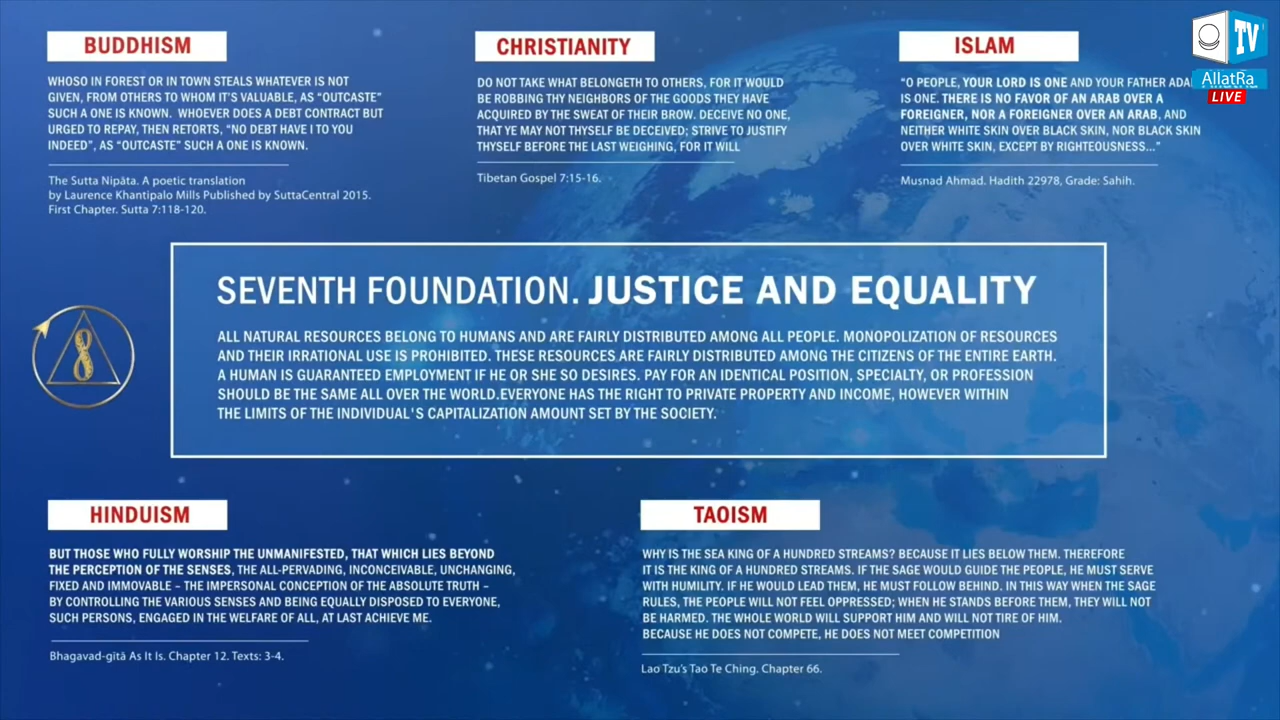 BUDDHISM
WHOSO IN FOREST OR IN TOWN STEALS WHATEVER IS NOT
GIVEN, FROM OTHERS TO WHOM IT'S VALUABLE, AS "OUTCASTE"
SUCH A ONE IS KNOWN. WHOEVER DOES A DEBT CONTRACT BUT
URGED TO REPAY, THEN RETORTS, "NO DEBT HAVE I TO YOU
INDEED", AS "OUTCASTE" SUCH A ONE IS KNOWN.
The Sutta Nipāta. A poetic translation
by Laurence Khantipalo Mills Published by SuttaCentral 2015.
First Chapter. Sutta 7:118-120.
CHRISTIANITY
DO NOT TAKE WHAT BELONGETH TO OTHERS, FOR IT WOULD
BE ROBBING THY NEIGHBORS OF THE GOODS THEY HAVE
ACQUIRED BY THE SWEAT OF THEIR BROW. DECEIVE NO ONE,
THAT YE MAY NOT THYSELF BE DECEIVED; STRIVE TO JUSTIFY
THYSELF BEFORE THE LAST WEIGHING, FOR IT WILL
Tibetan Gospel 7:15-16.
ISLAM
"O PEOPLE, YOUR LORD IS ONE AND YOUR FATHER ADA
IS ONE. THERE IS NO FAVOR OF AN ARAB OVER A
FOREIGNER, NOR A FOREIGNER OVER AN ARAB, AND
NEITHER WHITE SKIN OVER BLACK SKIN, NOR BLACK SKIN
OVER WHITE SKIN, EXCEPT BY RIGHTEOUSNESS..."
Musnad Ahmad. Hadith 22978, Grade: Sahih.
TV
AllatRa
LIVE
SEVENTH FOUNDATION. JUSTICE AND EQUALITY
ALL NATURAL RESOURCES BELONG TO HUMANS AND ARE FAIRLY DISTRIBUTED AMONG ALL PEOPLE. MONOPOLIZATION OF RESOURCES
AND THEIR IRRATIONAL USE IS PROHIBITED. THESE RESOURCES ARE FAIRLY DISTRIBUTED AMONG THE CITIZENS OF THE ENTIRE EARTH.
A HUMAN IS GUARANTEED EMPLOYMENT IF HE OR SHE SO DESIRES. PAY FOR AN IDENTICAL POSITION, SPECIALTY, OR PROFESSION
SHOULD BE THE SAME ALL OVER THE WORLD.EVERYONE HAS THE RIGHT TO PRIVATE PROPERTY AND INCOME, HOWEVER WITHIN
THE LIMITS OF THE INDIVIDUAL'S CAPITALIZATION AMOUNT SET BY THE SOCIETY.
HINDUISM
BUT THOSE WHO FULLY WORSHIP THE UNMANIFESTED, THAT WHICH LIES BEYOND
THE PERCEPTION OF THE SENSES, THE ALL-PERVADING, INCONCEIVABLE, UNCHANGING,
FIXED AND IMMOVABLE – THE IMPERSONAL CONCEPTION OF THE ABSOLUTE TRUTH –
BY CONTROLLING THE VARIOUS SENSES AND BEING EQUALLY DISPOSED TO EVERYONE,
SUCH PERSONS, ENGAGED IN THE WELFARE OF ALL, AT LAST ACHIEVE ME.
Bhagavad-gītā As It Is. Chapter 12. Texts: 3-4.
TAOISM
WHY IS THE SEA KING OF A HUNDRED STREAMS? BECAUSE IT LIES BELOW THEM. THEREFORE
IT IS THE KING OF A HUNDRED STREAMS. IF THE SAGE WOULD GUIDE THE PEOPLE, HE MUST SERVE
WITH HUMILITY. IF HE WOULD LEAD THEM, HE MUST FOLLOW BEHIND. IN THIS WAY WHEN THE SAGE
RULES, THE PEOPLE WILL NOT FEEL OPPRESSED; WHEN HE STANDS BEFORE THEM, THEY WILL NOT
BE HARMED. THE WHOLE WORLD WILL SUPPORT HIM AND WILL NOT TIRE OF HIM.
BECAUSE HE DOES NOT COMPETE, HE DOES NOT MEET COMPETITION
Lao Tzu's Tao Te Ching. Chapter 66.